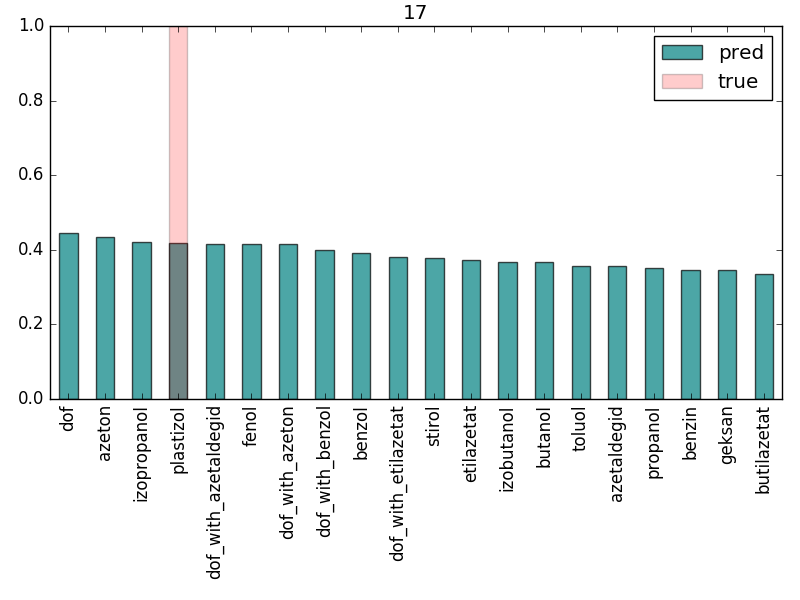 17
1.0
0.8
0.6
0.4
0.2
0.0
pred
true
dof
azeton
izopropanol
plastizol
dof_with_azetaldegid
fenol
dof_with_azeton
dof_with_benzol
benzol
dof_with_etilazetat
stirol
etilazetat
izobutanol
butanol
toluol
azetaldegid
propanol
benzin
geksan
butilazetat